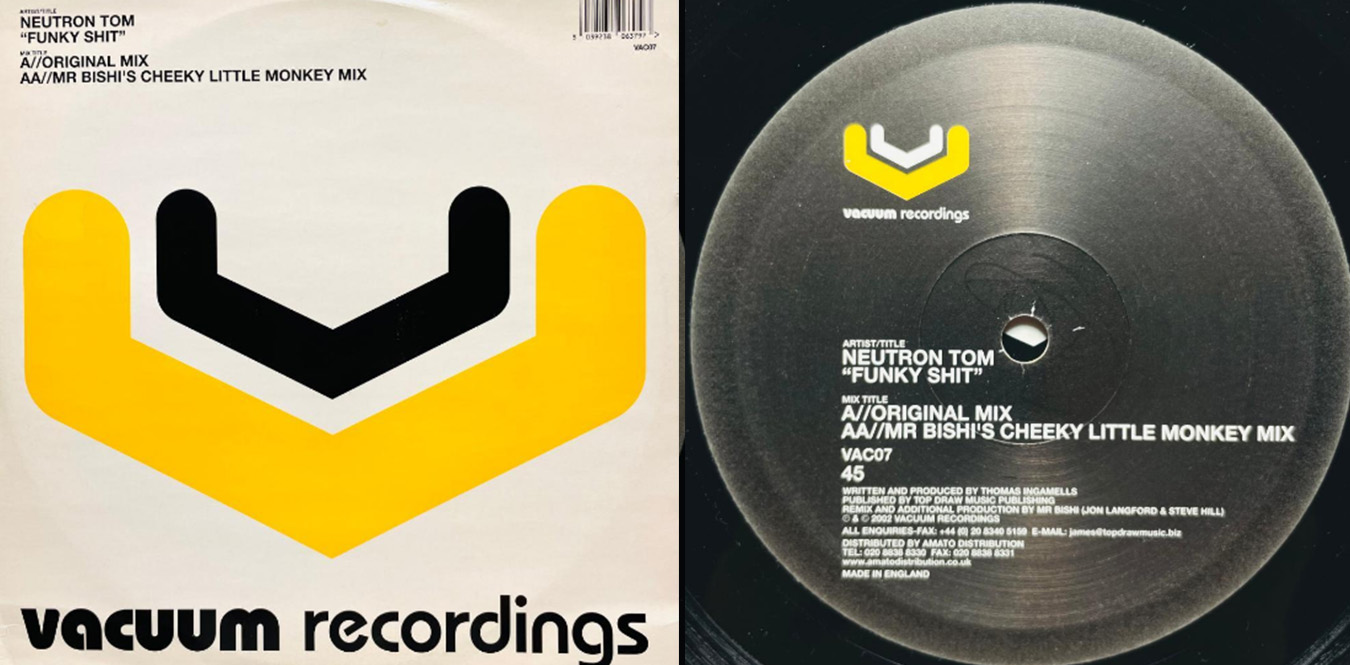 ARTIST/TITLE
NEUTRON TOM
“FUNKY SHIT”
MIX TITLE
A//ORIGINAL MIX
AA//MR BISHI'S CHEEKY LITTLE MONKEY MIX
VAC07
vacuum recordings
vacuum recordings
ARTIST/TITLE
NEUTRON TOM
“FUNKY SHIT”
MIX TITLE
A//ORIGINAL MIX
AA//MR BISHI'S CHEEKY LITTLE MONKEY MIX
VAC07
45
WRITTEN AND PRODUCED BY THOMAS INGAMELLS
PUBLISHED BY TOP DRAW MUSIC PUBLISHING
REMIX AND ADDITIONAL PRODUCTION BY MR BISHI (JON LANGFORD & STEVE HILL)
& © 2002 VACUUM RECORDINGS
ALL ENQUIRIES-FAX: +44 (0) 20 8340 5159 E-MAIL: james@topdrawmusic.biz
DISTRIBUTED BY AMATO DISTRIBUTION
TEL: 020 8838 8330 FAX: 020 8838 8331
www.amatodistribution.co.uk
MADE IN ENGLAND